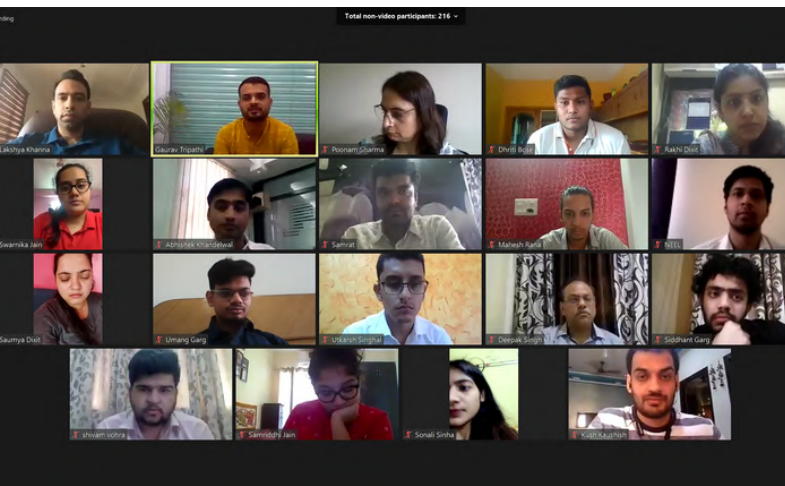 nding
Total non-video participants: 216
Lakshya Khanna
Gaurav Tripathi
Poonam Sharma
Dhriti Bose
Rakhi Dixit
Swarnika Jain
Abhishek Khandelwal
Samrat
Mahesh Rana
NEEL
Saumya Dixit
Umang Garg
Utkarsh Singhal
Deepak Singh
Siddhant Garg
shivam vohra
Samriddhi Jain
Sonali Sinha
Kush Kaushish